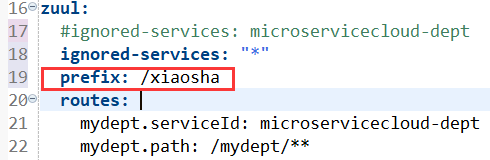 16 zuul:
17 #ignored-services: microservicecloud-dept
18 ignored-services: "*"
19 prefix: /xiaosha
20 routes:
21 mydept.serviceId: microservicecloud-dept
22 mydept.path: /mydept/**